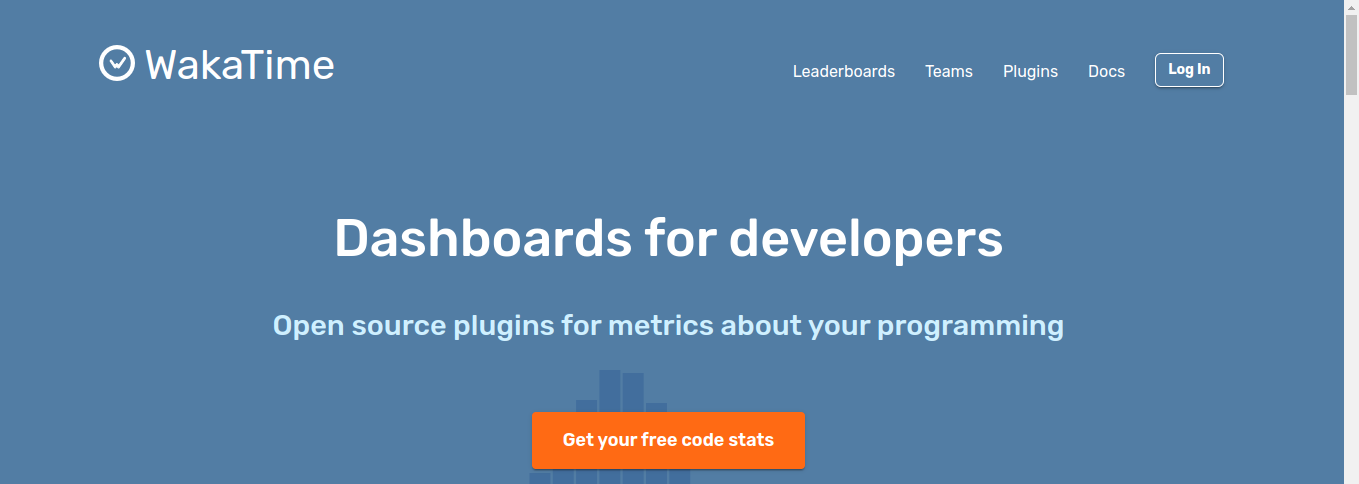 WakaTime
Leaderboards Teams Plugins Docs Log In
Dashboards for developers
Open source plugins for metrics about your programming
Get your free code stats